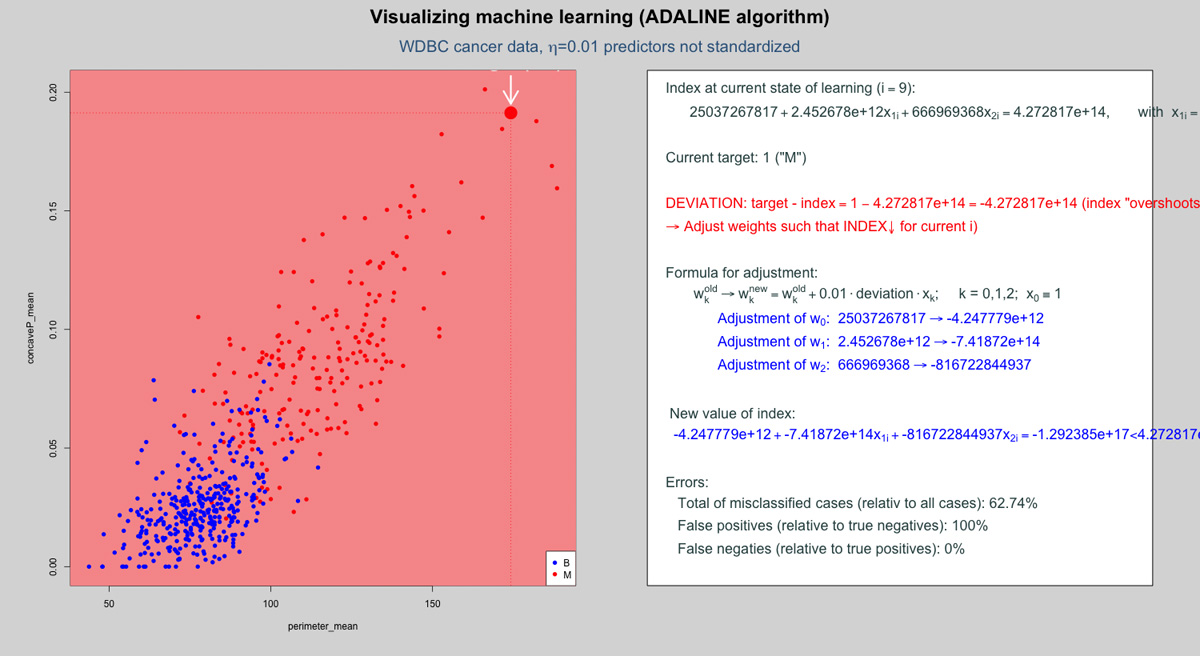 Visualizing machine learning (ADALINE algorithm)
WDBC cancer data, η=0.01 predictors not standardized
0.20
0.15
0.10
0.05
0.00
concaveP_mean
50
100
150
perimeter_mean
B
M
Index at current state of learning (i = 9):
25037267817 + 2.452678e+12x1i + 666969368x2i = 4.272817e+14, with x1i =
Current target: 1 ("M")
DEVIATION: target - index = 1 − 4.272817e+14 = -4.272817e+14 (index "overshoots
→ Adjust weights such that INDEX↓ for current i)
Formula for adjustment:
wk^old → wk^new = wk^old + 0.01 · deviation · xk; k = 0,1,2; x0 ≡ 1
Adjustment of w0: 25037267817 → -4.247779e+12
Adjustment of w1: 2.452678e+12 → -7.41872e+14
Adjustment of w2: 666969368 → -816722844937
New value of index:
-4.247779e+12 + -7.41872e+14x1i + -816722844937x2i = -1.292385e+17<4.272817e
Errors:
Total of misclassified cases (relativ to all cases): 62.74%
False positives (relative to true negatives): 100%
False negaties (relative to true positives): 0%